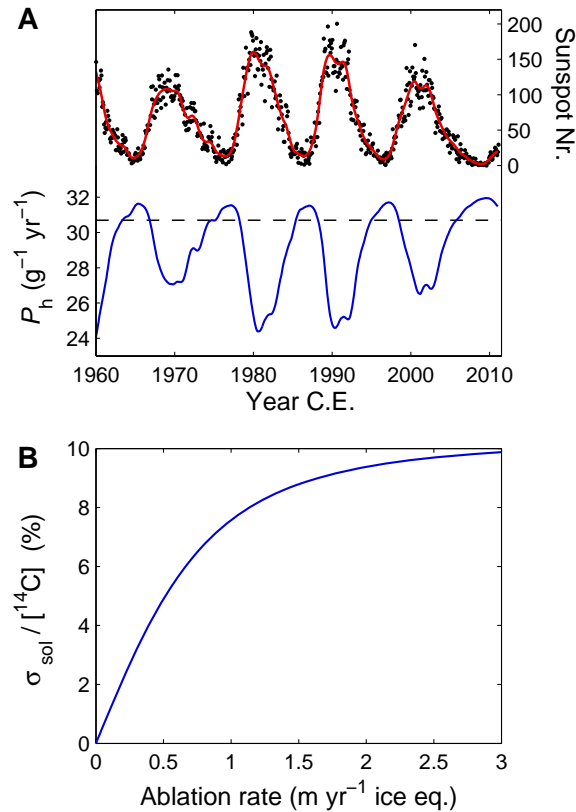 A
200
150
100
50
0
Sunspot Nr.
32
30
28
26
24
P_h (g⁻¹ yr⁻¹)
1960 1970 1980 1990 2000 2010
Year C.E.
B
10
8
6
4
2
0
σ_sol / [¹⁴C] (%)
0 0.5 1 1.5 2 2.5 3
Ablation rate (m yr⁻¹ ice eq.)